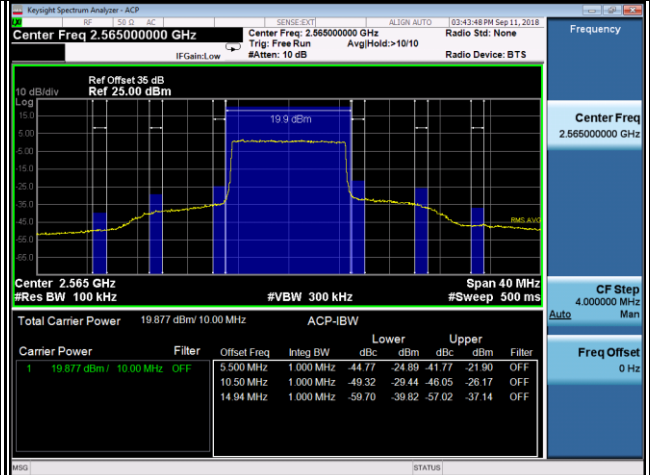 Keysight Spectrum Analyzer - ACP
RF 50 Ω AC SENSE:EXT ALIGN AUTO 03:43:48 PM Sep 11, 2018
Center Freq 2.565000000 GHz
Center Freq: 2.565000000 GHz Radio Std: None
Trig: Free Run Avg|Hold:>10/10
IFGain:Low #Atten: 10 dB Radio Device: BTS
Ref Offset 35 dB
10 dB/div Ref 25.00 dBm
Log
15.0
5.00
-5.00
-15.0
-25.0
-35.0
-45.0
-55.0
-65.0
19.9 dBm
RMS AVG
Center 2.565 GHz Span 40 MHz
#Res BW 100 kHz #VBW 300 kHz #Sweep 500 ms
Total Carrier Power 19.877 dBm/ 10.00 MHz ACP-IBW
Lower Upper
Carrier Power Filter Offset Freq Integ BW dBc dBm dBc dBm Filter
1 19.877 dBm / 10.00 MHz OFF 5.500 MHz 1.000 MHz -44.77 -24.89 -41.77 -21.90 OFF
10.50 MHz 1.000 MHz -49.32 -29.44 -46.05 -26.17 OFF
14.94 MHz 1.000 MHz -59.70 -39.82 -57.02 -37.14 OFF
Frequency
Center Freq
2.565000000 GHz
CF Step
4.000000 MHz
Auto Man
Freq Offset
0 Hz
MSG STATUS